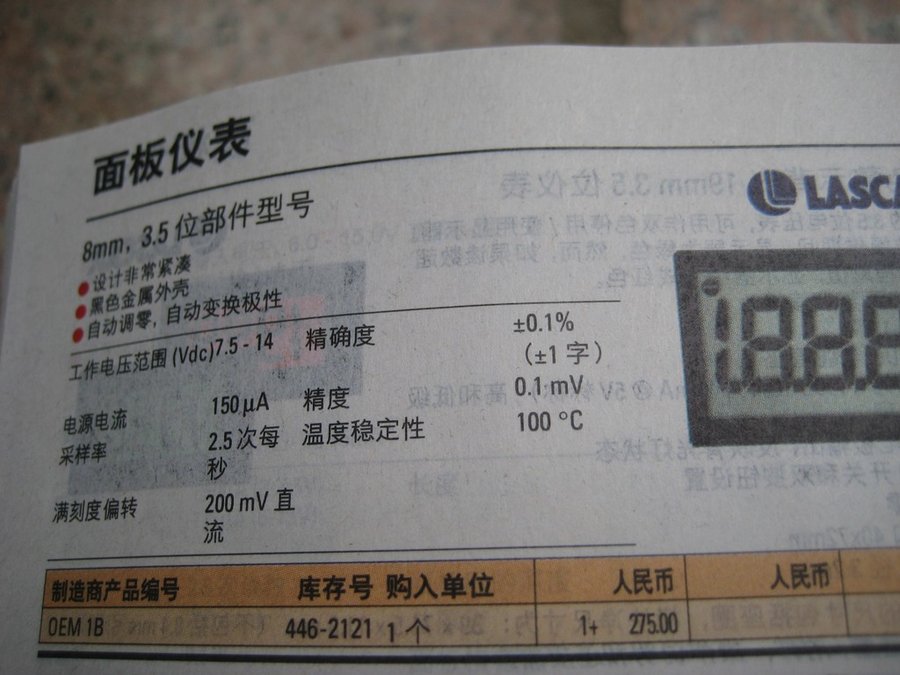 面板仪表
LASCA
8mm, 3.5 位部件型号
设计非常紧凑
黑色金属外壳
自动调零, 自动变换极性
工作电压范围 (Vdc) 7.5 - 14 精确度 ±0.1%
(±1 字)
电源电流 150 μA 精度 0.1 mV
采样率 2.5 次每秒 温度稳定性 100 °C
满刻度偏转 200 mV 直流
制造商产品编号 库存号 购入单位 人民币 人民币
OEM 1B 446-2121 1 个 1+ 275.00